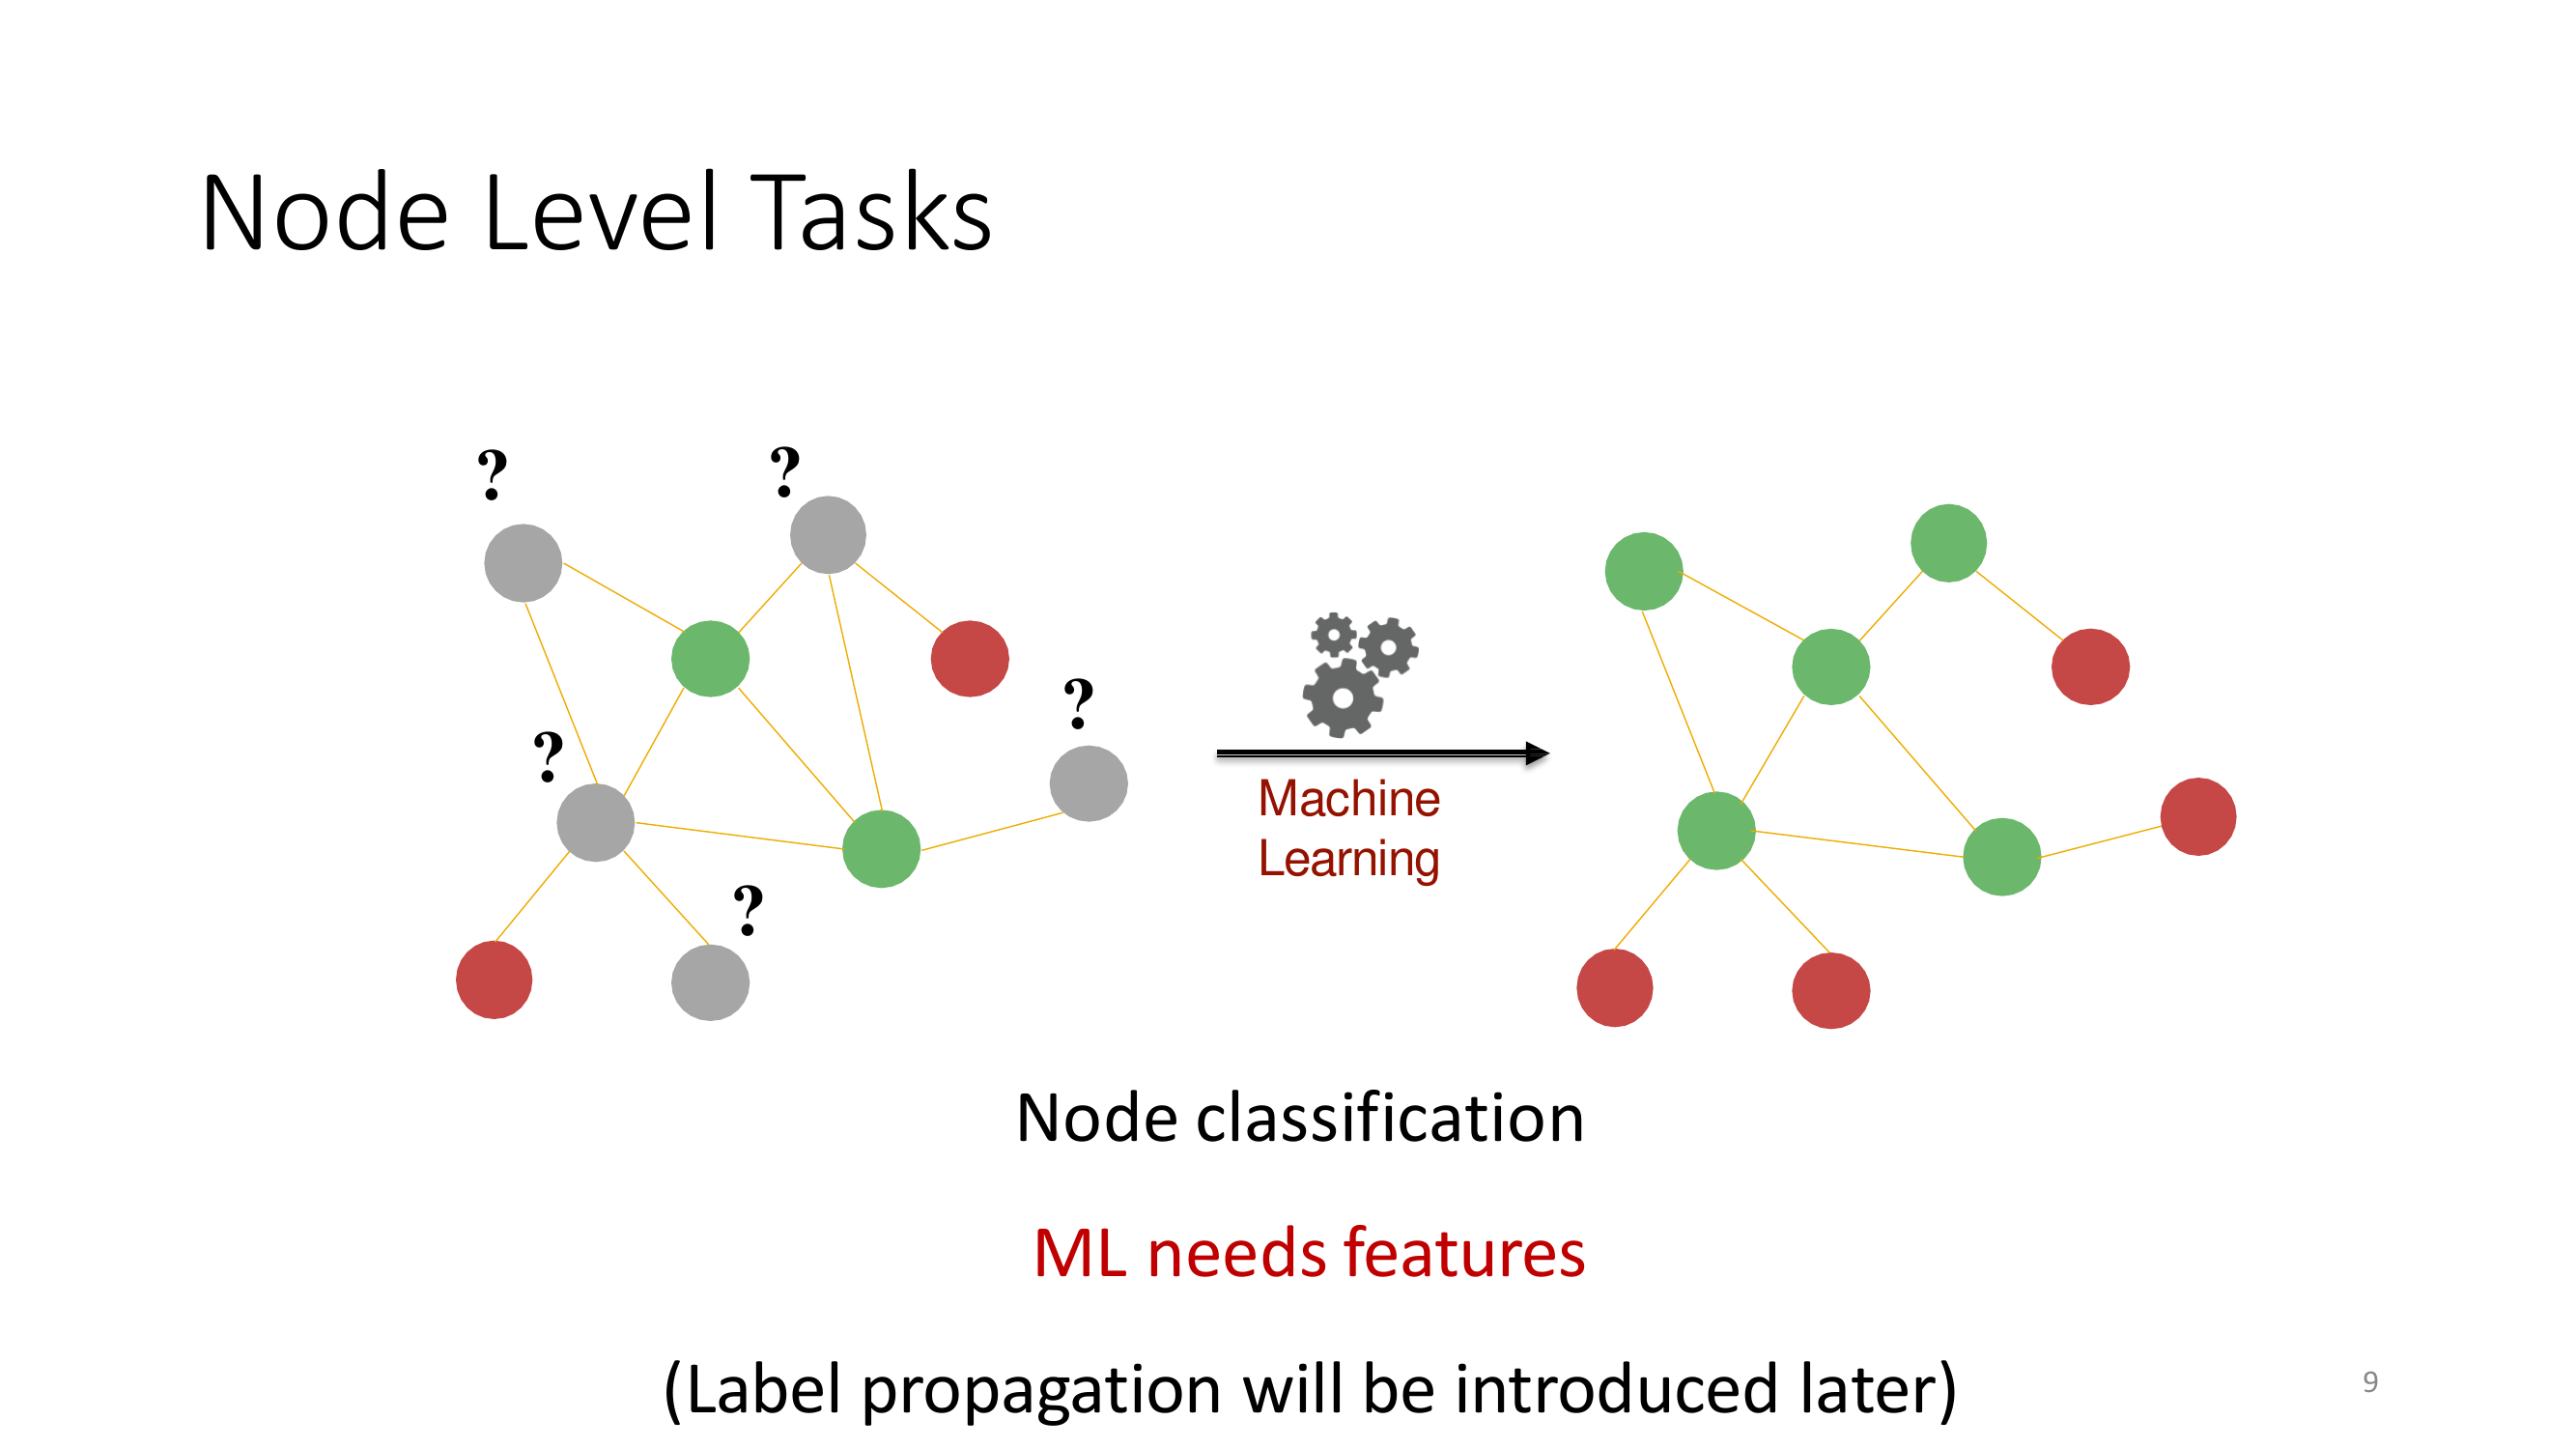 Node Level Tasks
?
?
?
?
?
Machine
Learning
Node classification
ML needs features
(Label propagation will be introduced later)
9